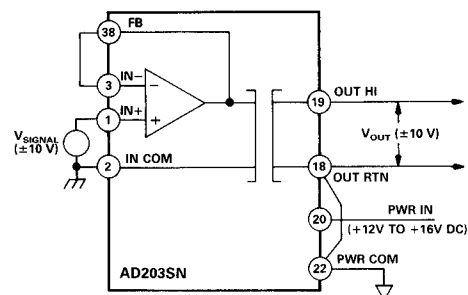 38
FB
3
IN−
−
1
IN+
+
VSIGNAL
(±10 V)
2
IN COM
19
OUT HI
VOUT (±10 V)
18
OUT RTN
20
PWR IN
(+12V TO +16V DC)
22
PWR COM
AD203SN